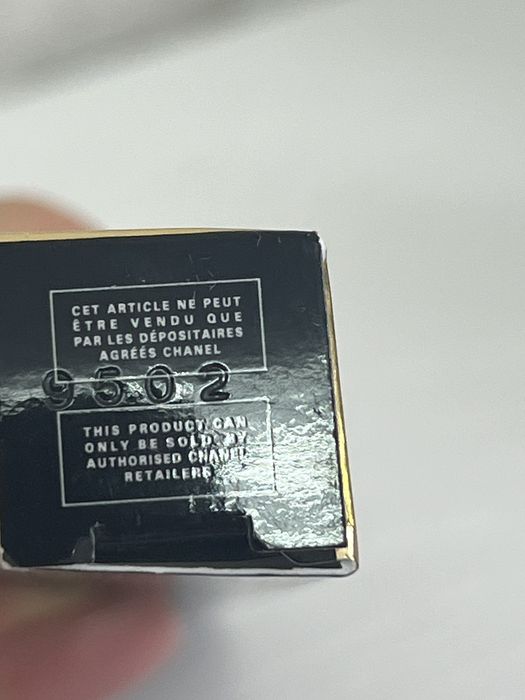 CET ARTICLE NE PEUT
ÊTRE VENDU QUE
PAR LES DÉPOSITAIRES
AGRÉÉS CHANEL
9502
THIS PRODUCT CAN
ONLY BE SOLD BY
AUTHORISED CHANEL
RETAILERS